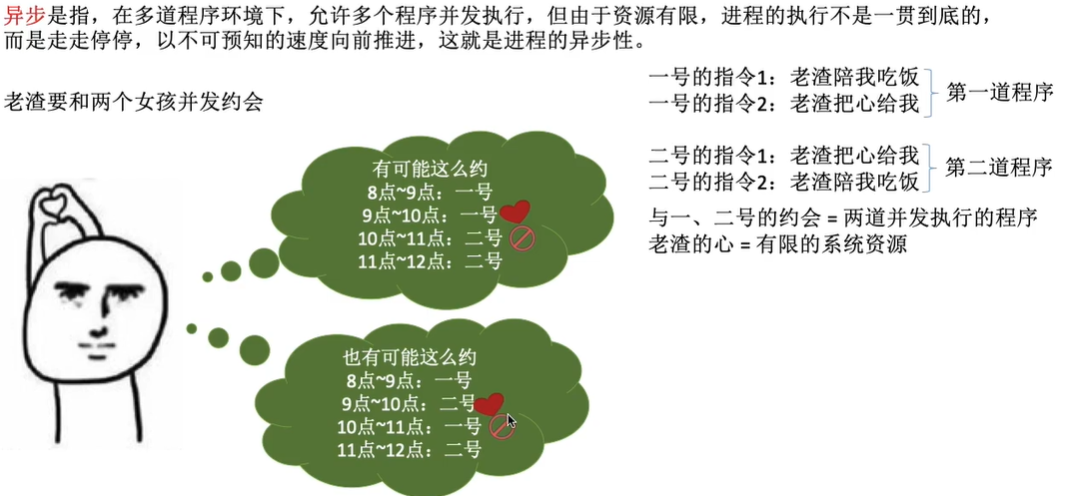 异步是指，在多道程序环境下，允许多个程序并发执行，但由于资源有限，进程的执行不是一贯到底的，
而是走走停停，以不可预知的速度向前推进，这就是进程的异步性。
老渣要和两个女孩并发约会
一号的指令1：老渣陪我吃饭
一号的指令2：老渣把心给我
第一道程序
二号的指令1：老渣把心给我
二号的指令2：老渣陪我吃饭
第二道程序
与一、二号的约会 = 两道并发执行的程序
老渣的心 = 有限的系统资源
有可能这么约
8点~9点：一号
9点~10点：一号
10点~11点：二号
11点~12点：二号
也有可能这么约
8点~9点：一号
9点~10点：二号
10点~11点：一号
11点~12点：二号